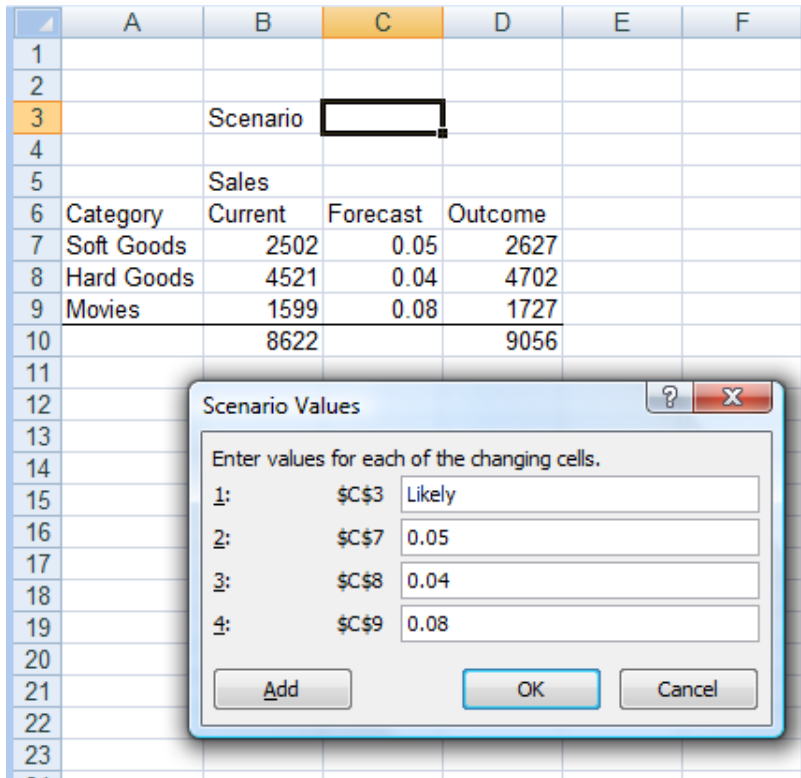 A B C D E F
1
2
3 Scenario
4
5 Sales
6 Category Current Forecast Outcome
7 Soft Goods 2502 0.05 2627
8 Hard Goods 4521 0.04 4702
9 Movies 1599 0.08 1727
10 8622 9056
11
12
13
14
15
16
17
18
19
20
21
22
23
Scenario Values ? X
Enter values for each of the changing cells.
1: $C$3 Likely
2: $C$7 0.05
3: $C$8 0.04
4: $C$9 0.08
Add OK Cancel